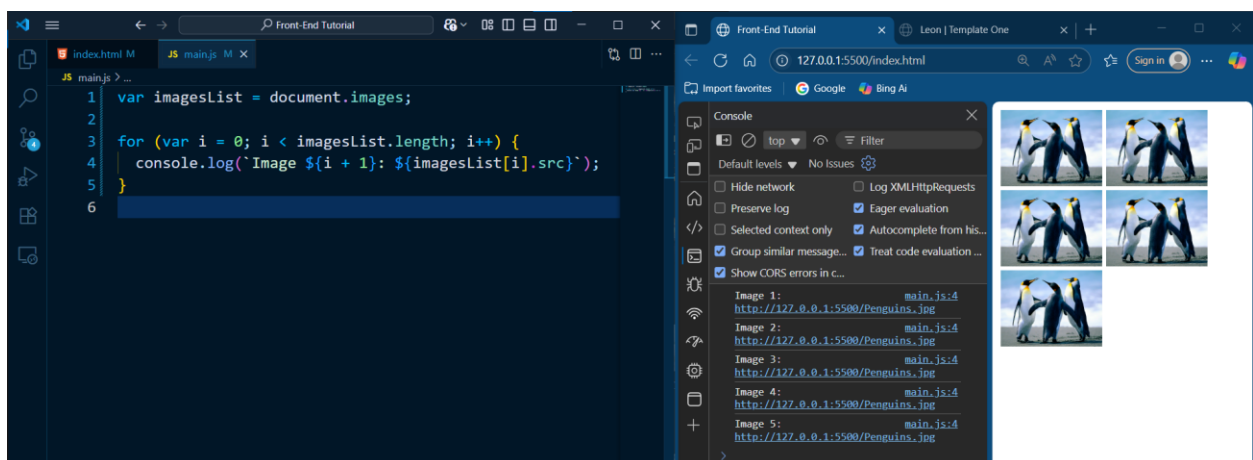 Front-End Tutorial
index.html M
JS main.js M
JS main.js > ...
1 var imagesList = document.images;
2
3 for (var i = 0; i < imagesList.length; i++) {
4 console.log(`Image ${i + 1}: ${imagesList[i].src}`);
5 }
6
4
Front-End Tutorial
Leon | Template One
127.0.0.1:5500/index.html
Sign in
Import favorites
Google
Bing Ai
Console
top
Filter
Default levels
No Issues
Hide network
Log XMLHttpRequests
Preserve log
Eager evaluation
Selected context only
Autocomplete from his...
Group similar message...
Treat code evaluation ...
Show CORS errors in c...
Image 1: main.js:4
http://127.0.0.1:5500/Penguins.jpg
Image 2: main.js:4
http://127.0.0.1:5500/Penguins.jpg
Image 3: main.js:4
http://127.0.0.1:5500/Penguins.jpg
Image 4: main.js:4
http://127.0.0.1:5500/Penguins.jpg
Image 5: main.js:4
http://127.0.0.1:5500/Penguins.jpg